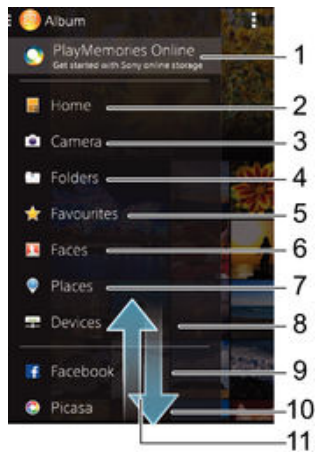 Album
PlayMemories Online 1
Get started with Sony online storage
Home 2
Camera 3
Folders 4
Favourites 5
Faces 6
Places 7
Devices 8
Facebook 9
Picasa 10
11